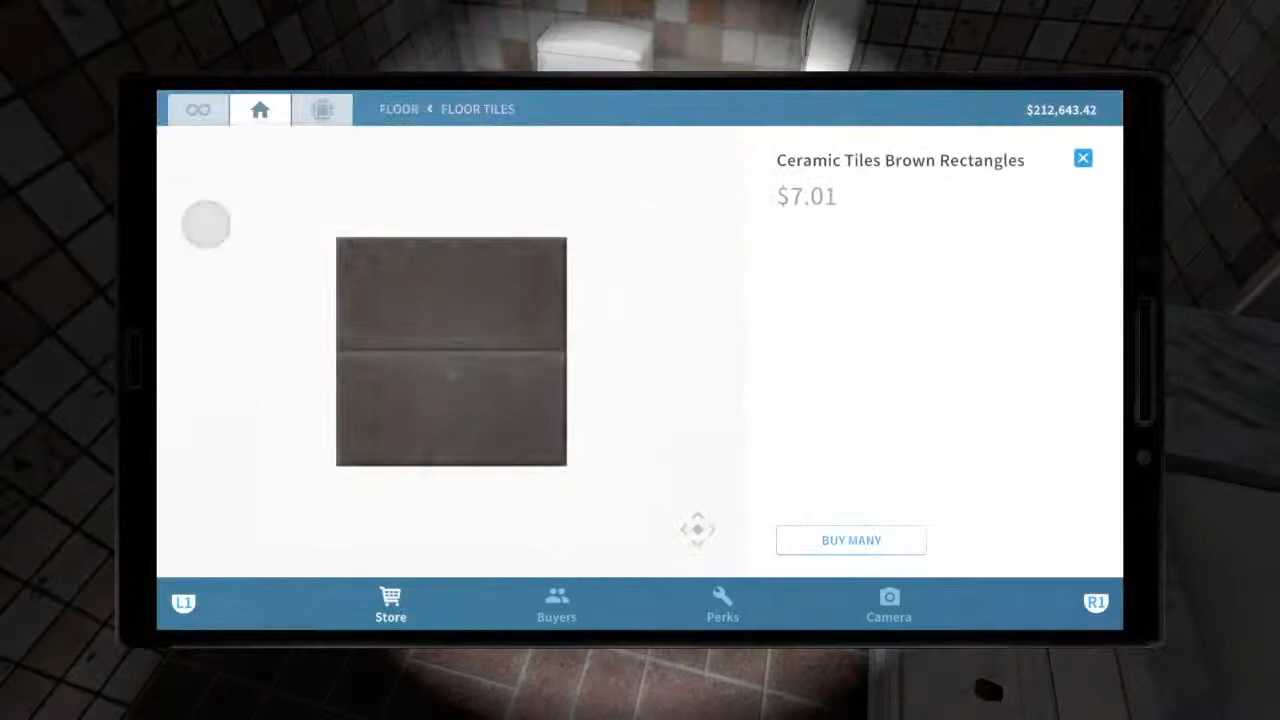 FLOOR < FLOOR TILES
$212,643.42
Ceramic Tiles Brown Rectangles
$7.01
BUY MANY
L1
Store
Buyers
Perks
Camera
R1